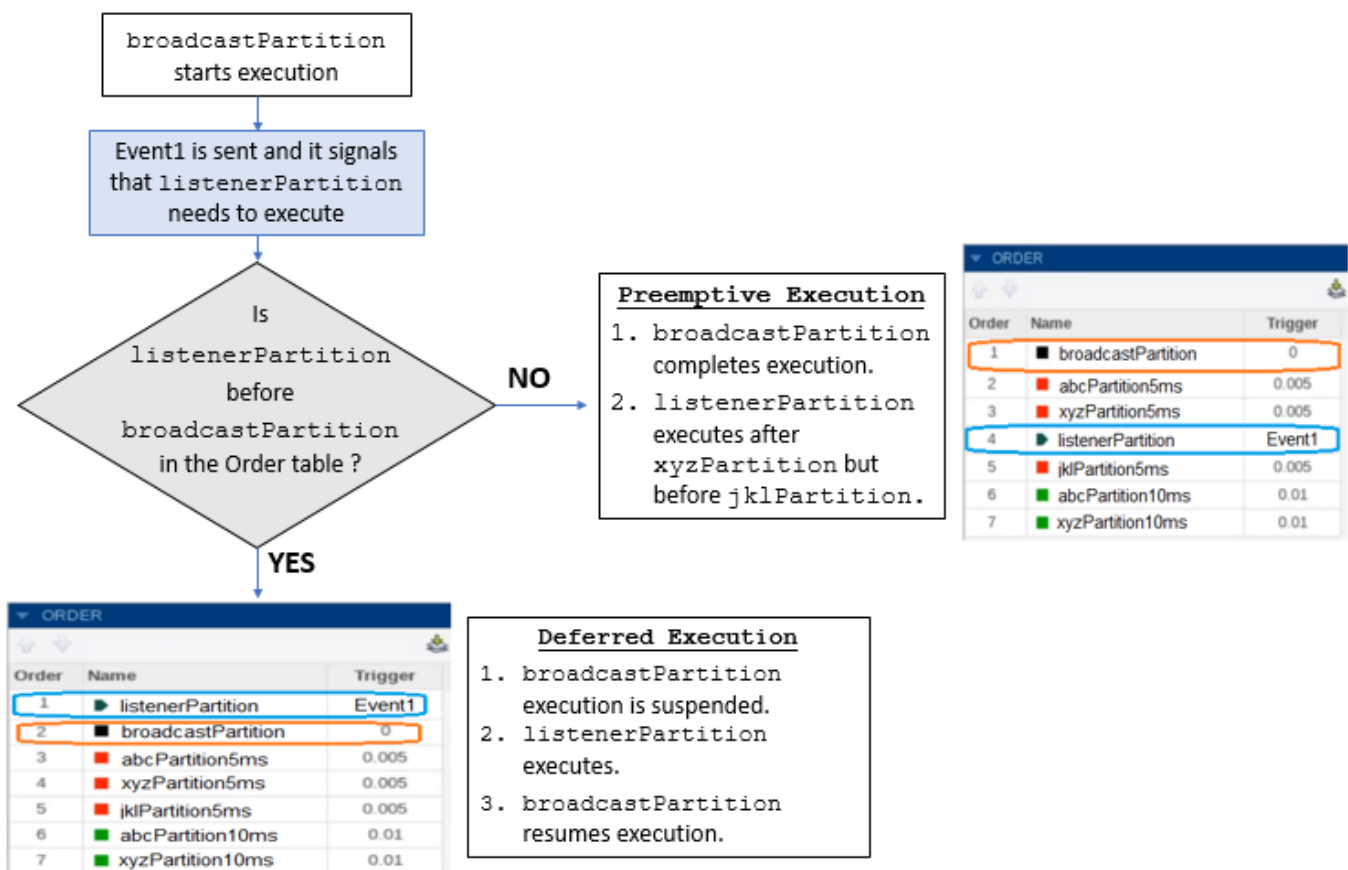 broadcastPartition
starts execution
Event1 is sent and it signals
that listenerPartition
needs to execute
Is
listenerPartition
before
broadcastPartition
in the Order table ?
NO
Preemptive Execution
1. broadcastPartition
completes execution.
2. listenerPartition
executes after
xyzPartition but
before jklPartition.
ORDER
Order Name Trigger
1 broadcastPartition 0
2 abcPartition5ms 0.005
3 xyzPartition5ms 0.005
4 listenerPartition Event1
5 jklPartition5ms 0.005
6 abcPartition10ms 0.01
7 xyzPartition10ms 0.01
YES
ORDER
Order Name Trigger
1 listenerPartition Event1
2 broadcastPartition 0
3 abcPartition5ms 0.005
4 xyzPartition5ms 0.005
5 jklPartition5ms 0.005
6 abcPartition10ms 0.01
7 xyzPartition10ms 0.01
Deferred Execution
1. broadcastPartition
execution is suspended.
2. listenerPartition
executes.
3. broadcastPartition
resumes execution.